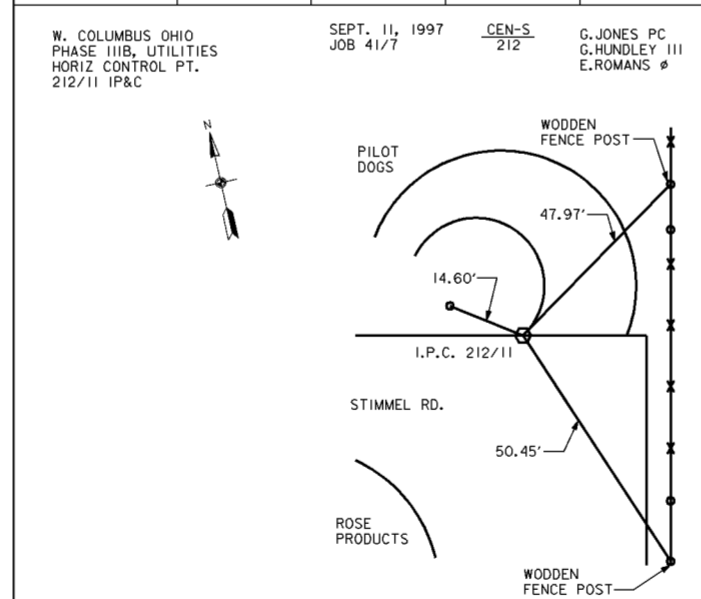 W. COLUMBUS OHIO
PHASE IIIB, UTILITIES
HORIZ CONTROL PT.
212/11 IP&C
SEPT. 11, 1997
JOB 41/7
CEN-S
212
G.JONES PC
G.HUNDLEY III
E.ROMANS ø
N
PILOT
DOGS
WODDEN
FENCE POST
47.97'
14.60'
I.P.C. 212/11
STIMMEL RD.
50.45'
ROSE
PRODUCTS
WODDEN
FENCE POST